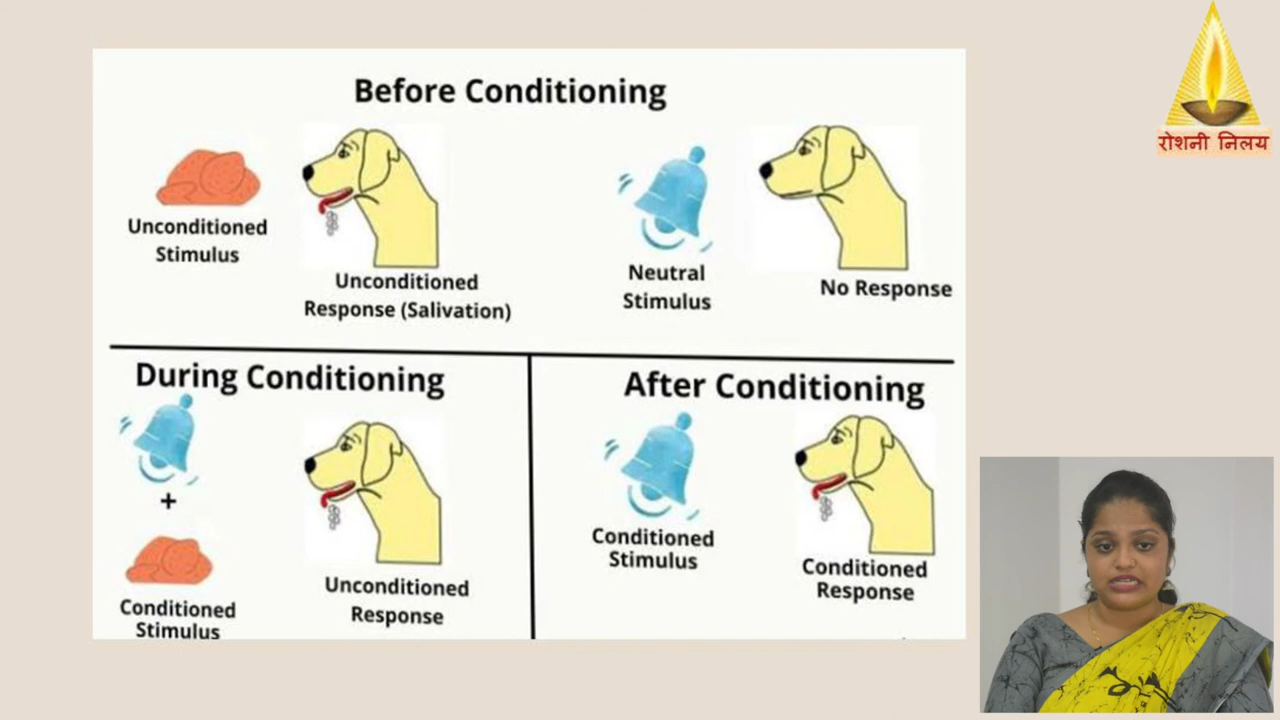 Before Conditioning
Unconditioned
Stimulus
Unconditioned
Response (Salivation)
Neutral
Stimulus
No Response
During Conditioning
+
Conditioned
Stimulus
Unconditioned
Response
After Conditioning
Conditioned
Stimulus
Conditioned
Response
रोशनी निलय